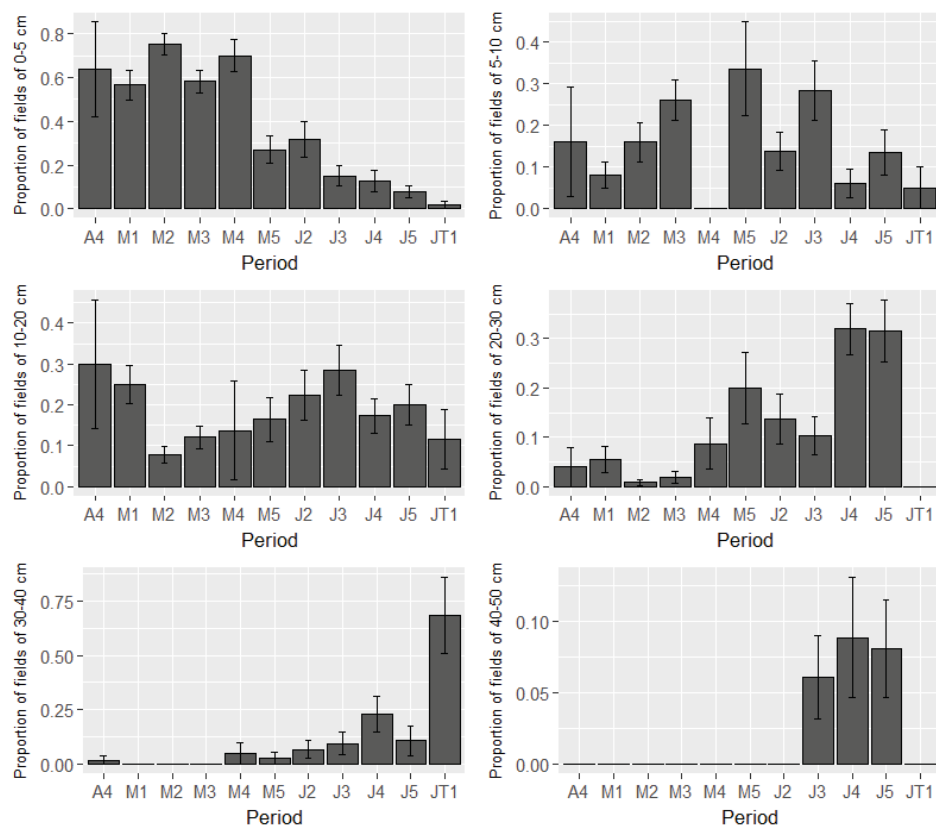 Proportion of fields of 0-5 cm
0.8
0.6
0.4
0.2
0.0
A4 M1 M2 M3 M4 M5 J2 J3 J4 J5 JT1
Period
Proportion of fields of 5-10 cm
0.4
0.3
0.2
0.1
0.0
A4 M1 M2 M3 M4 M5 J2 J3 J4 J5 JT1
Period
Proportion of fields of 10-20 cm
0.4
0.3
0.2
0.1
0.0
A4 M1 M2 M3 M4 M5 J2 J3 J4 J5 JT1
Period
Proportion of fields of 20-30 cm
0.3
0.2
0.1
0.0
A4 M1 M2 M3 M4 M5 J2 J3 J4 J5 JT1
Period
Proportion of fields of 30-40 cm
0.75
0.50
0.25
0.00
A4 M1 M2 M3 M4 M5 J2 J3 J4 J5 JT1
Period
Proportion of fields of 40-50 cm
0.10
0.05
0.00
A4 M1 M2 M3 M4 M5 J2 J3 J4 J5 JT1
Period